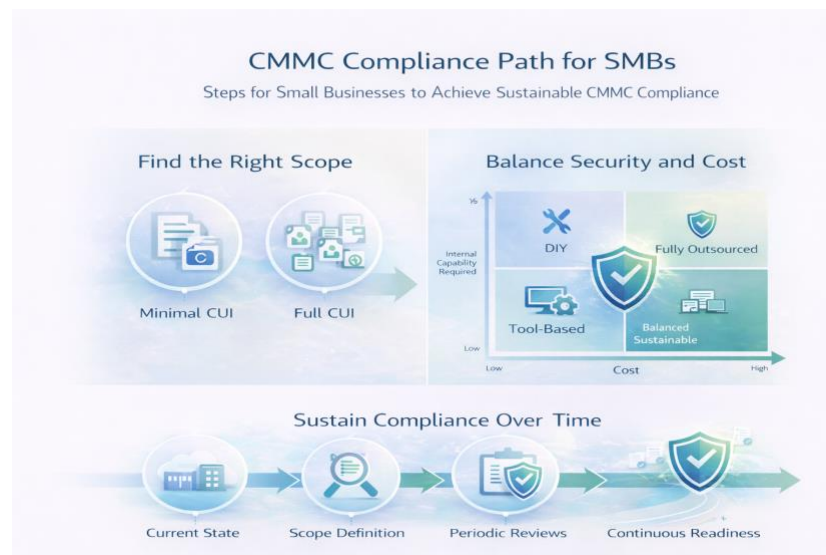 CMMC Compliance Path for SMBs
Steps for Small Businesses to Achieve Sustainable CMMC Compliance
Find the Right Scope
C
Minimal CUI
Full CUI
Balance Security and Cost
Internal
Capability
Required
Low
DIY
Fully Outsourced
Tool-Based
Balanced
Sustainable
Low
Cost
High
Sustain Compliance Over Time
Current State
Scope Definition
Periodic Reviews
Continuous Readiness